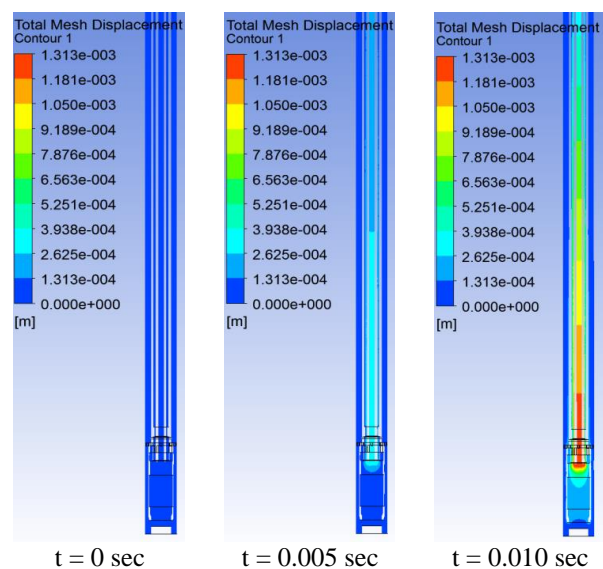 Total Mesh Displacement
Contour 1
1.313e-003
1.181e-003
1.050e-003
9.189e-004
7.876e-004
6.563e-004
5.251e-004
3.938e-004
2.625e-004
1.313e-004
0.000e+000
[m]
t = 0 sec
Total Mesh Displacement
Contour 1
1.313e-003
1.181e-003
1.050e-003
9.189e-004
7.876e-004
6.563e-004
5.251e-004
3.938e-004
2.625e-004
1.313e-004
0.000e+000
[m]
t = 0.005 sec
Total Mesh Displacement
Contour 1
1.313e-003
1.181e-003
1.050e-003
9.189e-004
7.876e-004
6.563e-004
5.251e-004
3.938e-004
2.625e-004
1.313e-004
0.000e+000
[m]
t = 0.010 sec